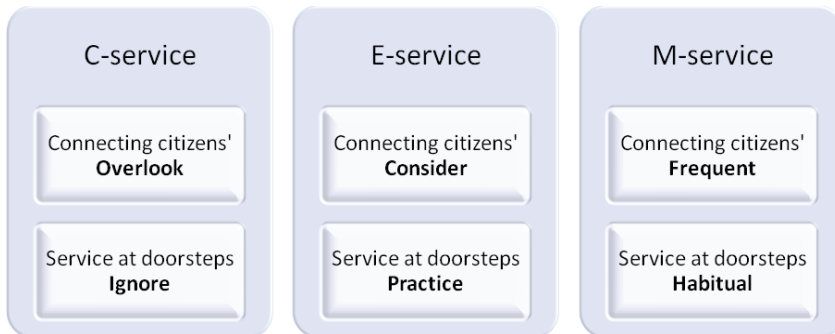 C-service
Connecting citizens'
Overlook
Service at doorsteps
Ignore
E-service
Connecting citizens'
Consider
Service at doorsteps
Practice
M-service
Connecting citizens'
Frequent
Service at doorsteps
Habitual